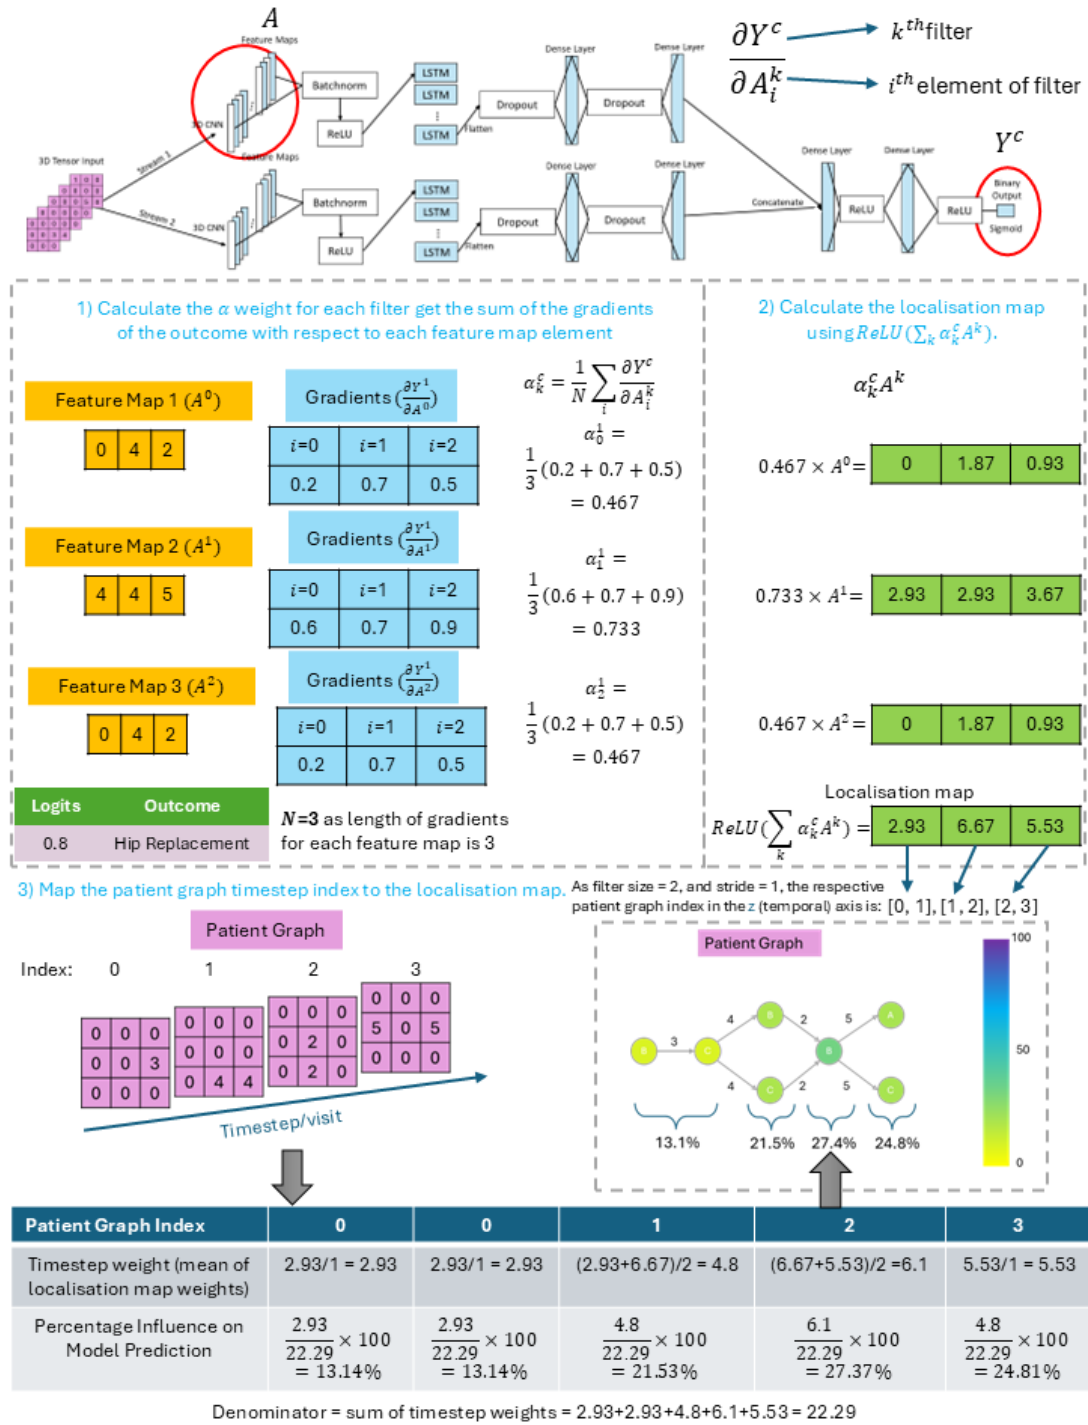 A
Feature Maps
3D CNN
Batchnorm
ReLU
LSTM
LSTM
LSTM
Flatten
Dropout
Dense Layer
Dropout
Dense Layer
∂Y^c
∂A_i^k
k^th filter
i^th element of filter
Y^c
3D Tensor Input
Stream 1
Stream 2
Feature Maps
3D CNN
Batchnorm
ReLU
LSTM
LSTM
LSTM
Flatten
Dropout
Dense Layer
Dropout
Dense Layer
Concatenate
Dense Layer
ReLU
Dense Layer
ReLU
Binary
Output
Sigmoid
1) Calculate the α weight for each filter get the sum of the gradients
of the outcome with respect to each feature map element
Feature Map 1 (A^0)
0 4 2
Gradients (∂Y^1/∂A^0)
i=0 i=1 i=2
0.2 0.7 0.5
α_k^c = 1/N ∑_i ∂Y^c/∂A_i^k
α_0^1 =
1/3 (0.2 + 0.7 + 0.5)
= 0.467
Feature Map 2 (A^1)
4 4 5
Gradients (∂Y^1/∂A^1)
i=0 i=1 i=2
0.6 0.7 0.9
α_1^1 =
1/3 (0.6 + 0.7 + 0.9)
= 0.733
Feature Map 3 (A^2)
0 4 2
Gradients (∂Y^1/∂A^2)
i=0 i=1 i=2
0.2 0.7 0.5
α_2^1 =
1/3 (0.2 + 0.7 + 0.5)
= 0.467
Logits Outcome
0.8 Hip Replacement
N=3 as length of gradients
for each feature map is 3
2) Calculate the localisation map
using ReLU(∑_k α_k^c A^k).
α_k^c A^k
0.467 × A^0 = 0 1.87 0.93
0.733 × A^1 = 2.93 2.93 3.67
0.467 × A^2 = 0 1.87 0.93
Localisation map
ReLU(∑_k α_k^c A^k) = 2.93 6.67 5.53
3) Map the patient graph timestep index to the localisation map.
As filter size = 2, and stride = 1, the respective
patient graph index in the z (temporal) axis is: [0, 1],[1, 2],[2, 3]
Patient Graph
Index: 0 1 2 3
0 0 0
0 0 3
0 0 0
0 0 0
0 0 0
0 4 4
0 0 0
0 2 0
0 2 0
0 0 0
5 0 5
0 0 0
Timestep/visit
Patient Graph
B 3 C 4 B 2 B 5 A
4 C 2 5 C
13.1% 21.5% 27.4% 24.8%
100
50
0
Patient Graph Index 0 0 1 2 3
Timestep weight (mean of
localisation map weights)
2.93/1 = 2.93 2.93/1 = 2.93 (2.93+6.67)/2 = 4.8 (6.67+5.53)/2 =6.1 5.53/1 = 5.53
Percentage Influence on
Model Prediction
2.93/22.29 × 100 = 13.14%
2.93/22.29 × 100 = 13.14%
4.8/22.29 × 100 = 21.53%
6.1/22.29 × 100 = 27.37%
4.8/22.29 × 100 = 24.81%
Denominator = sum of timestep weights = 2.93+2.93+4.8+6.1+5.53 = 22.29